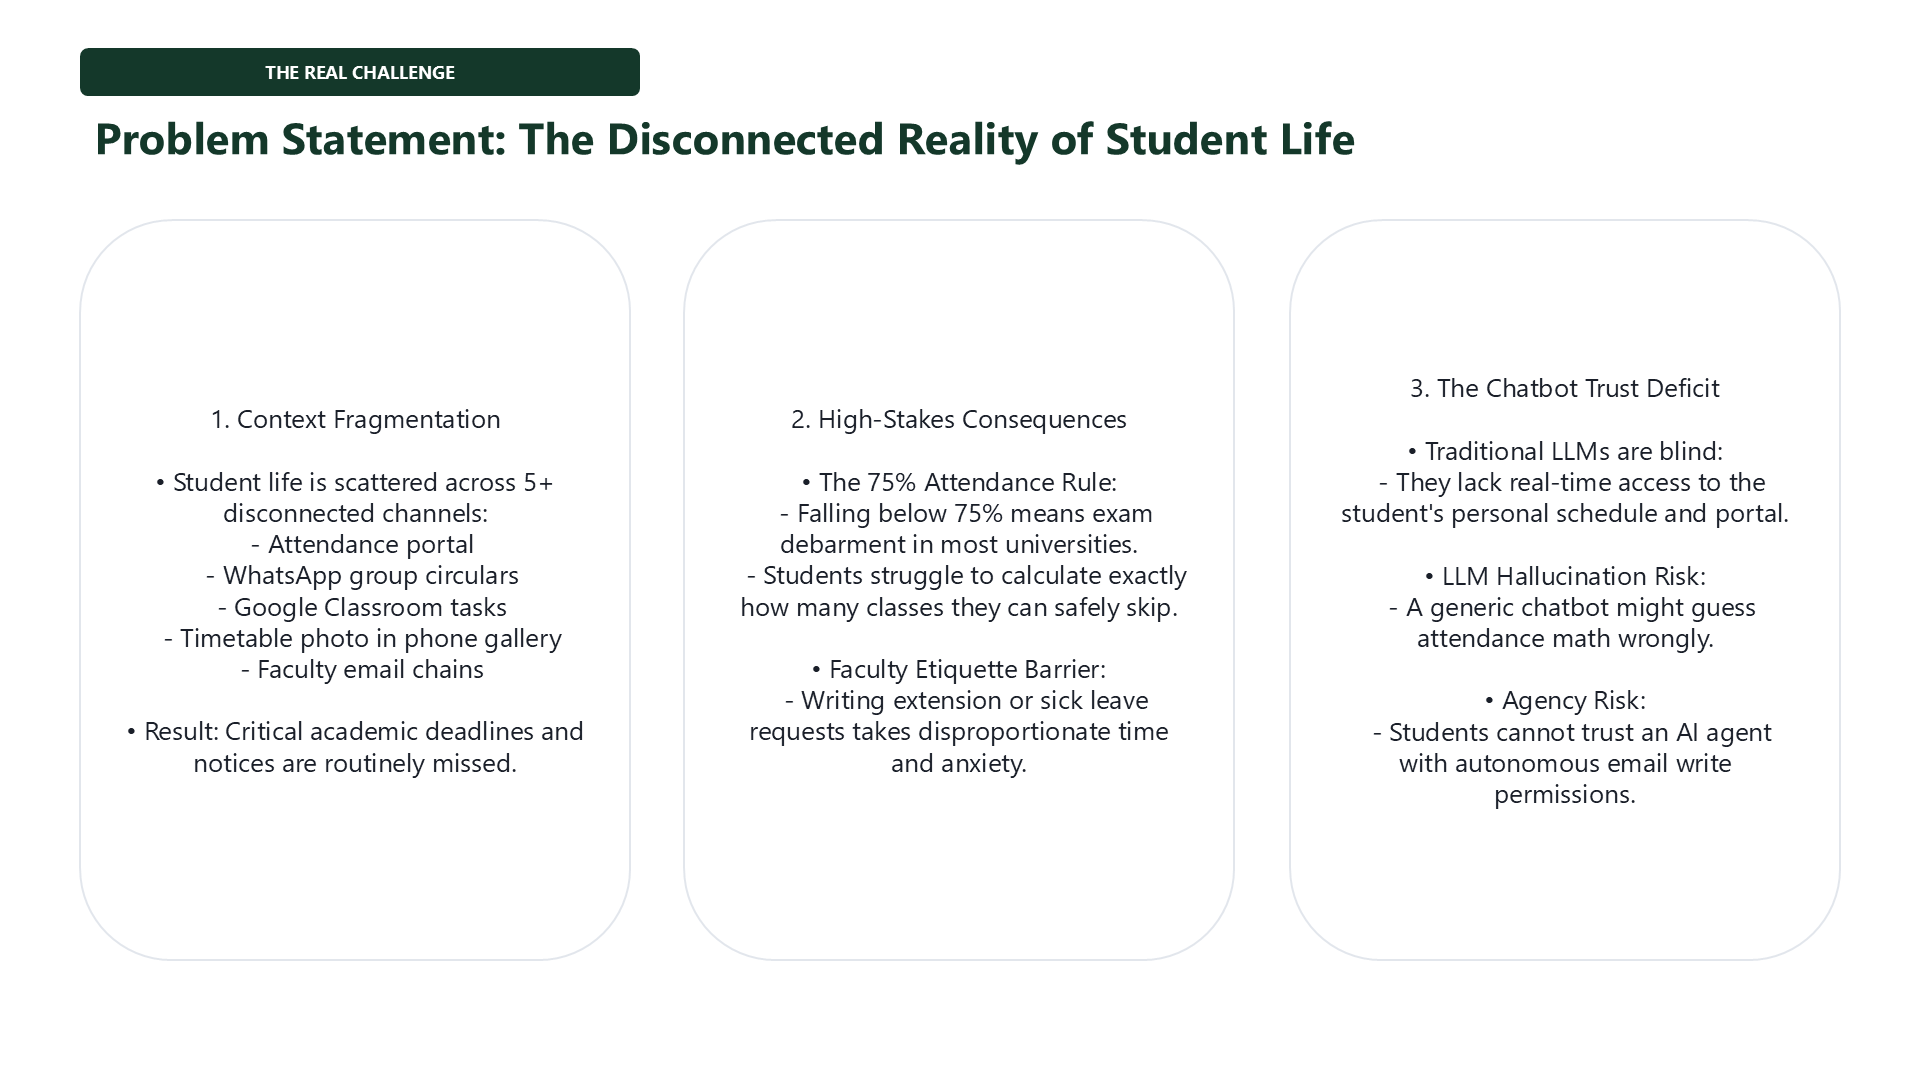 THE REAL CHALLENGE
Problem Statement: The Disconnected Reality of Student Life
1. Context Fragmentation
• Student life is scattered across 5+
disconnected channels:
- Attendance portal
- WhatsApp group circulars
- Google Classroom tasks
- Timetable photo in phone gallery
- Faculty email chains
• Result: Critical academic deadlines and
notices are routinely missed.
2. High-Stakes Consequences
• The 75% Attendance Rule:
- Falling below 75% means exam
debarment in most universities.
- Students struggle to calculate exactly
how many classes they can safely skip.
• Faculty Etiquette Barrier:
- Writing extension or sick leave
requests takes disproportionate time
and anxiety.
3. The Chatbot Trust Deficit
• Traditional LLMs are blind:
- They lack real-time access to the
student's personal schedule and portal.
• LLM Hallucination Risk:
- A generic chatbot might guess
attendance math wrongly.
• Agency Risk:
- Students cannot trust an AI agent
with autonomous email write
permissions.